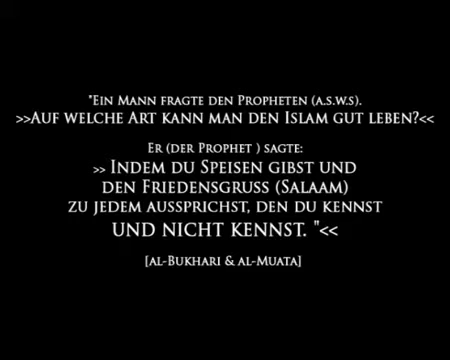 "Ein Mann fragte den Propheten (a.s.w.s).
>>Auf welche Art kann man den Islam gut leben?<<
Er (der Prophet ) sagte:
>> Indem du Speisen gibst und
den Friedensgruss (Salaam)
zu jedem aussprichst, den du kennst
und nicht kennst. "<<
[al-Bukhari & al-Muata]